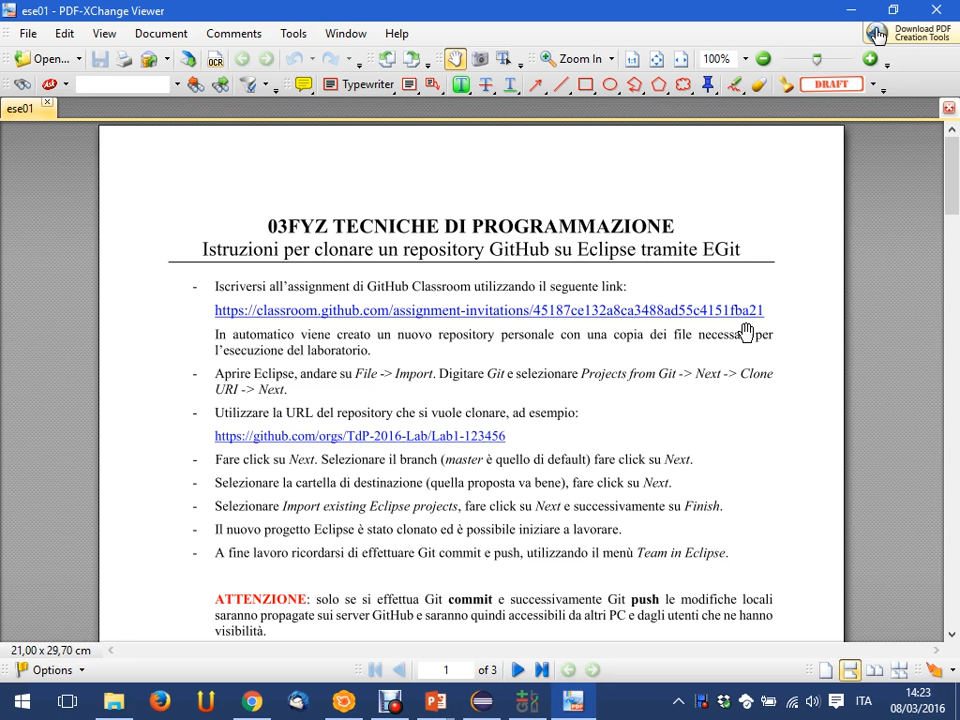 ese01 - PDF-XChange Viewer
File Edit View Document Comments Tools Window Help
Download PDF
Creation Tools
Open... OCR Zoom In 1:1 100%
Typewriter DRAFT
ese01
03FYZ TECNICHE DI PROGRAMMAZIONE
Istruzioni per clonare un repository GitHub su Eclipse tramite EGit
- Iscriversi all’assignment di GitHub Classroom utilizzando il seguente link:
https://classroom.github.com/assignment-invitations/45187ce132a8ca3488ad55c4151fba21
In automatico viene creato un nuovo repository personale con una copia dei file per
l’esecuzione del laboratorio.
- Aprire Eclipse, andare su File -> Import. Digitare Git e selezionare Projects from Git -> Next -> Clone
URI -> Next.
- Utilizzare la URL del repository che si vuole clonare, ad esempio:
https://github.com/orgs/TdP-2016-Lab/Lab1-123456
- Fare click su Next. Selezionare il branch (master è quello di default) fare click su Next.
- Selezionare la cartella di destinazione (quella proposta va bene), fare click su Next.
- Selezionare Import existing Eclipse projects, fare click su Next e successivamente su Finish.
- Il nuovo progetto Eclipse è stato clonato ed è possibile iniziare a lavorare.
- A fine lavoro ricordarsi di effettuare Git commit e push, utilizzando il menù Team in Eclipse.
ATTENZIONE: solo se si effettua Git commit e successivamente Git push le modifiche locali
saranno propagate sui server GitHub e saranno quindi accessibili da altri PC e dagli utenti che ne hanno
visibilità.
21,00 x 29,70 cm
Options 1 of 3
ITA
14:23
08/03/2016